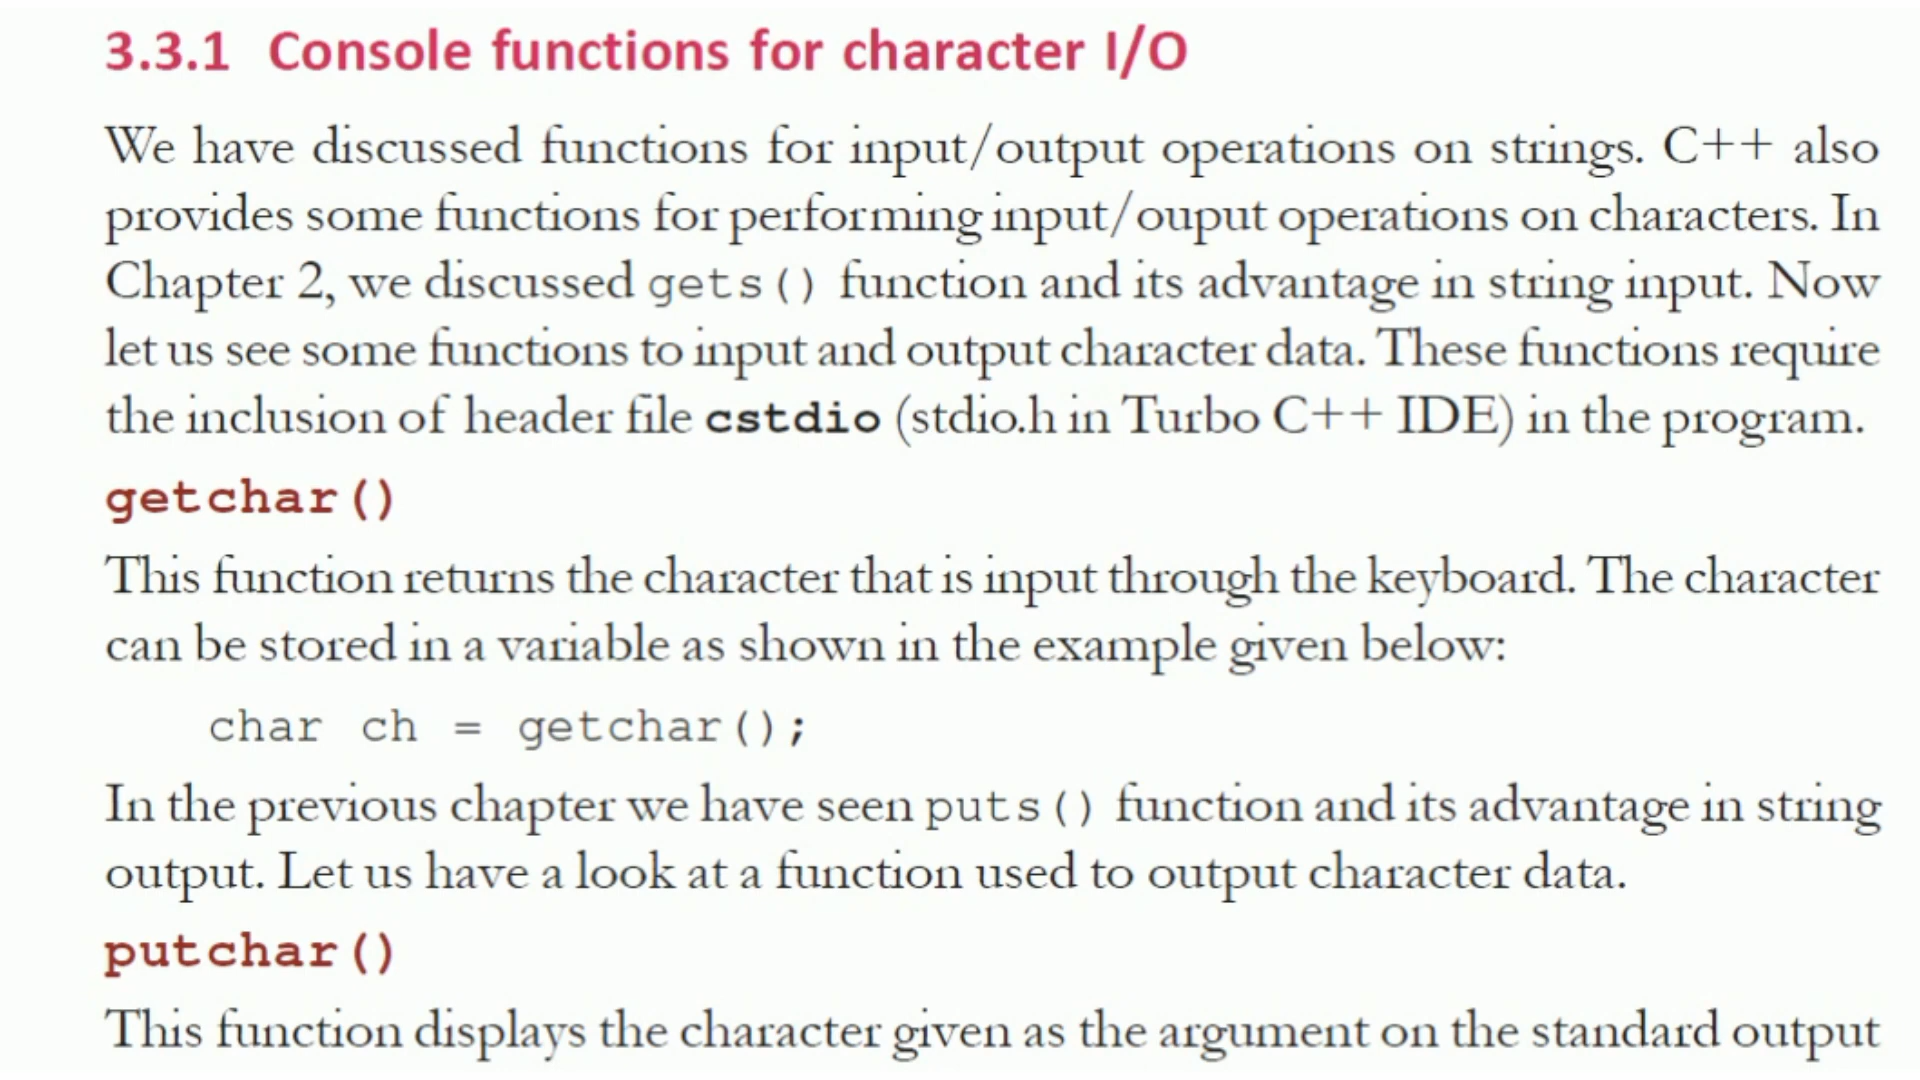 3.3.1 Console functions for character I/O
We have discussed functions for input/output operations on strings. C++ also
provides some functions for performing input/ouput operations on characters. In
Chapter 2, we discussed gets() function and its advantage in string input. Now
let us see some functions to input and output character data. These functions require
the inclusion of header file cstdio (stdio.h in Turbo C++ IDE) in the program.
getchar()
This function returns the character that is input through the keyboard. The character
can be stored in a variable as shown in the example given below:
char ch = getchar();
In the previous chapter we have seen puts() function and its advantage in string
output. Let us have a look at a function used to output character data.
putchar()
This function displays the character given as the argument on the standard output